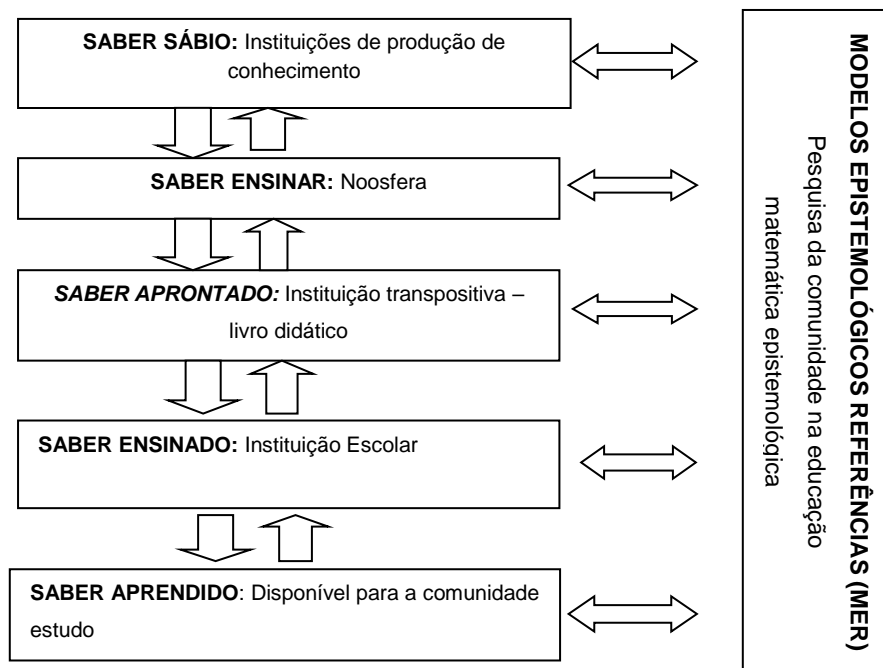 SABER SÁBIO: Instituições de produção de
conhecimento
SABER ENSINAR: Noosfera
SABER APRONTADO: Instituição transpositiva –
livro didático
SABER ENSINADO: Instituição Escolar
SABER APRENDIDO: Disponível para a comunidade
estudo
MODELOS EPISTEMOLÓGICOS REFERÊNCIAS (MER)
Pesquisa da comunidade na educação
matemática epistemológica